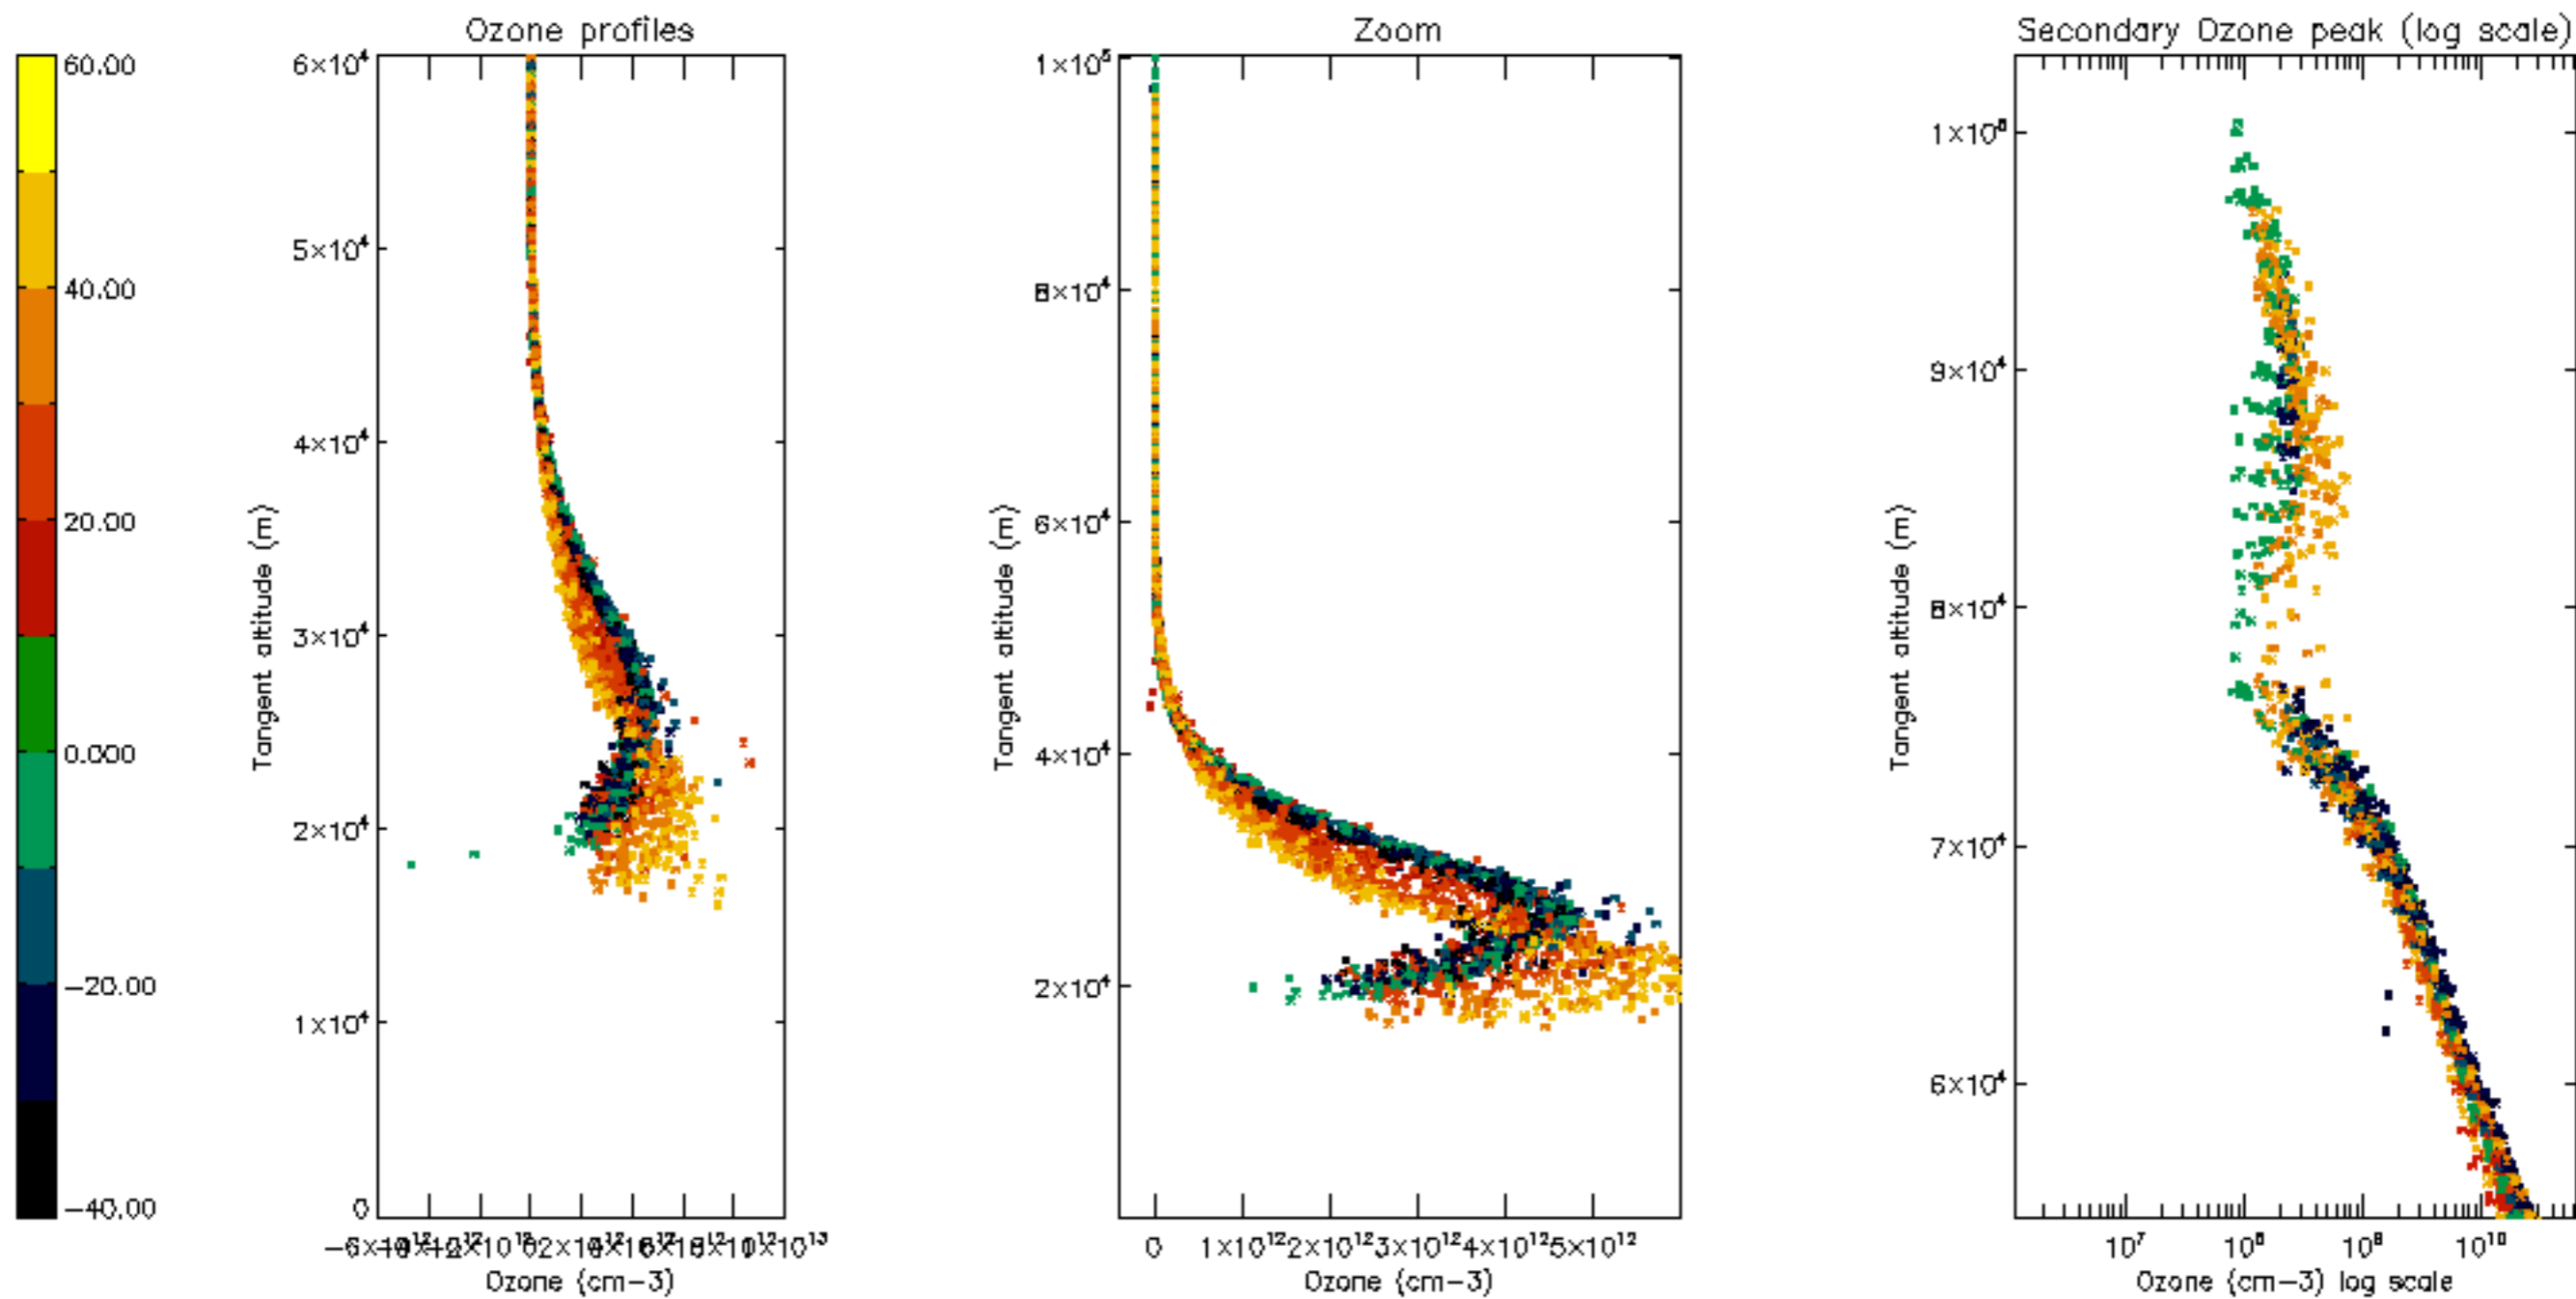 Ozone profiles
Zoom
Secondary Ozone peak (log scale)
60.00
40.00
20.00
0.000
−20.00
−40.00
Tangent altitude (m)
6×10⁴
5×10⁴
4×10⁴
3×10⁴
2×10⁴
1×10⁴
0
1×10¹³
Ozone (cm−3)
Tangent altitude (m)
1×10⁵
8×10⁴
6×10⁴
4×10⁴
2×10⁴
0 1×10¹² 2×10¹² 3×10¹² 4×10¹² 5×10¹²
Ozone (cm−3)
Tangent altitude (m)
9×10⁴
8×10⁴
7×10⁴
6×10⁴
10⁷ 10⁸ 10⁹ 10¹⁰
Ozone (cm−3) log scale